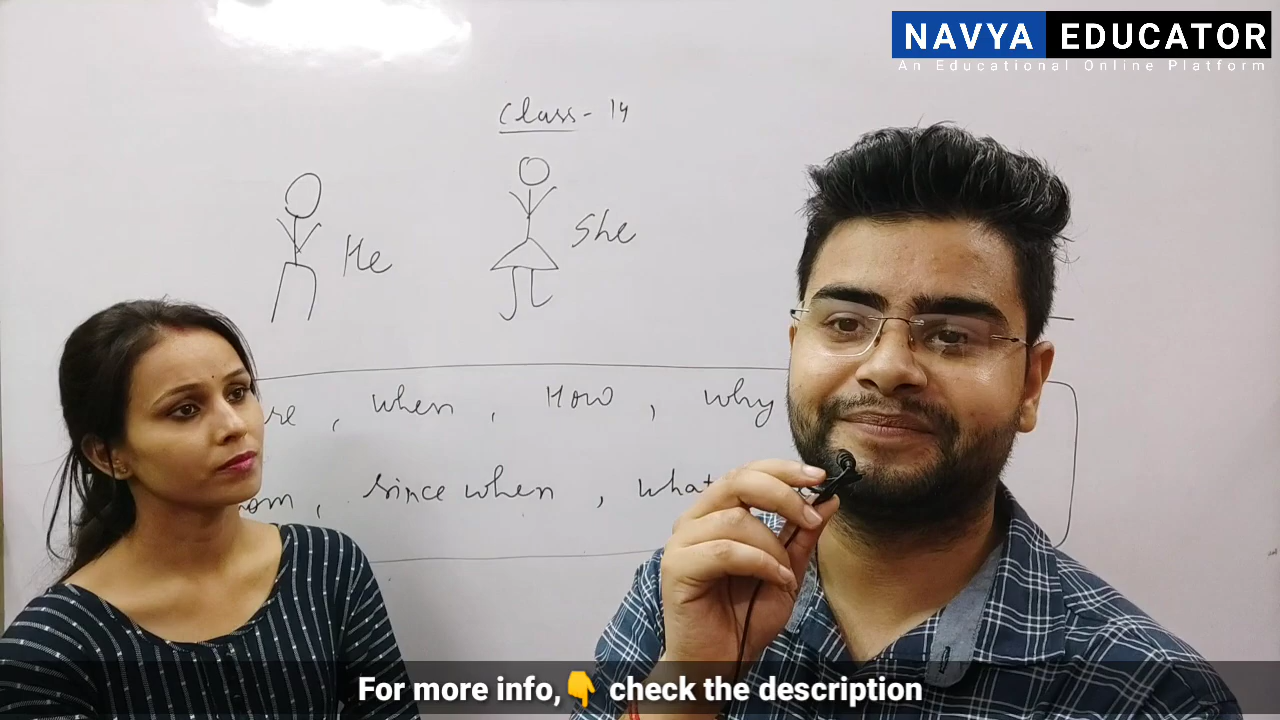 NAVYA EDUCATOR
An Educational Online Platform
Class- 14
He
She
, when , How , why
, since when , what
For more info,👇 check the description